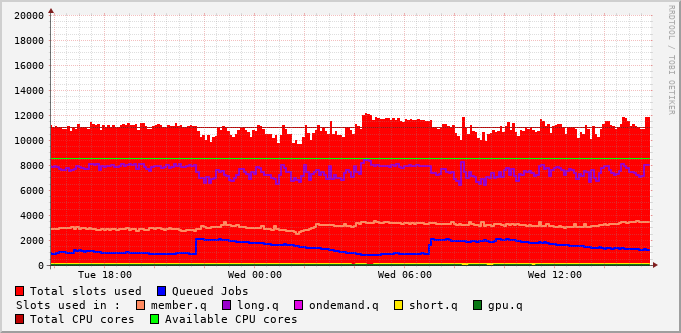 20000
18000
16000
14000
12000
10000
8000
6000
4000
2000
0
Tue 18:00 Wed 00:00 Wed 06:00 Wed 12:00
Total slots used Queued Jobs
Slots used in : member.q long.q ondemand.q short.q gpu.q
Total CPU cores Available CPU cores
RRDTOOL / TOBI OETIKER